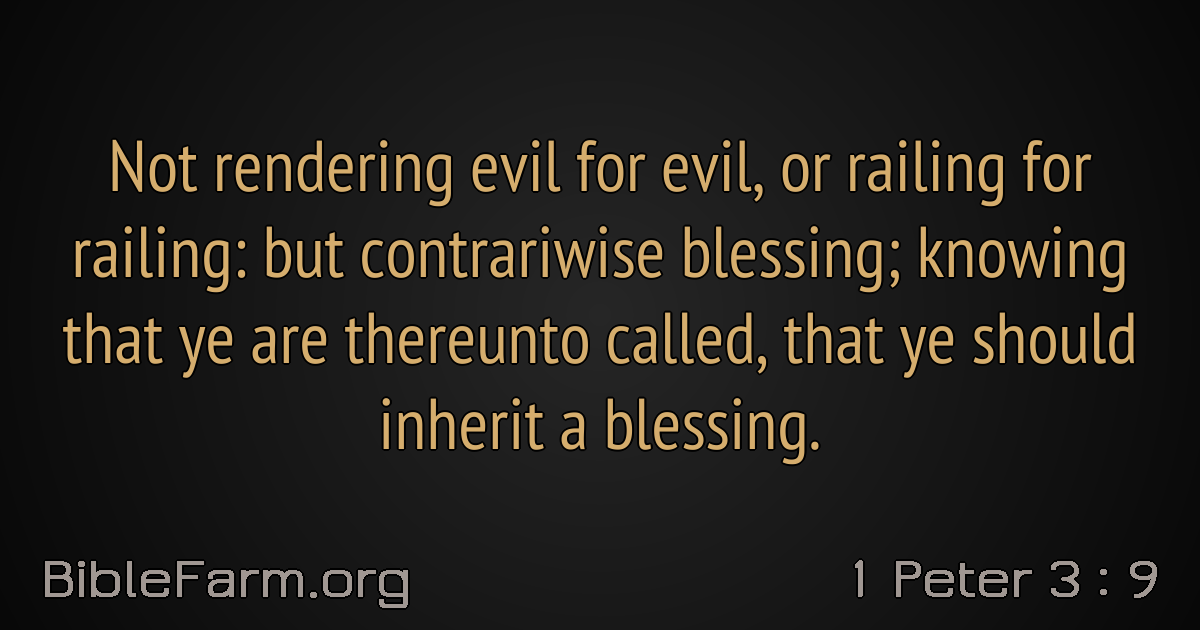 Not rendering evil for evil, or railing for
railing: but contrariwise blessing; knowing
that ye are thereunto called, that ye should
inherit a blessing.
BibleFarm.org
1 Peter 3 : 9